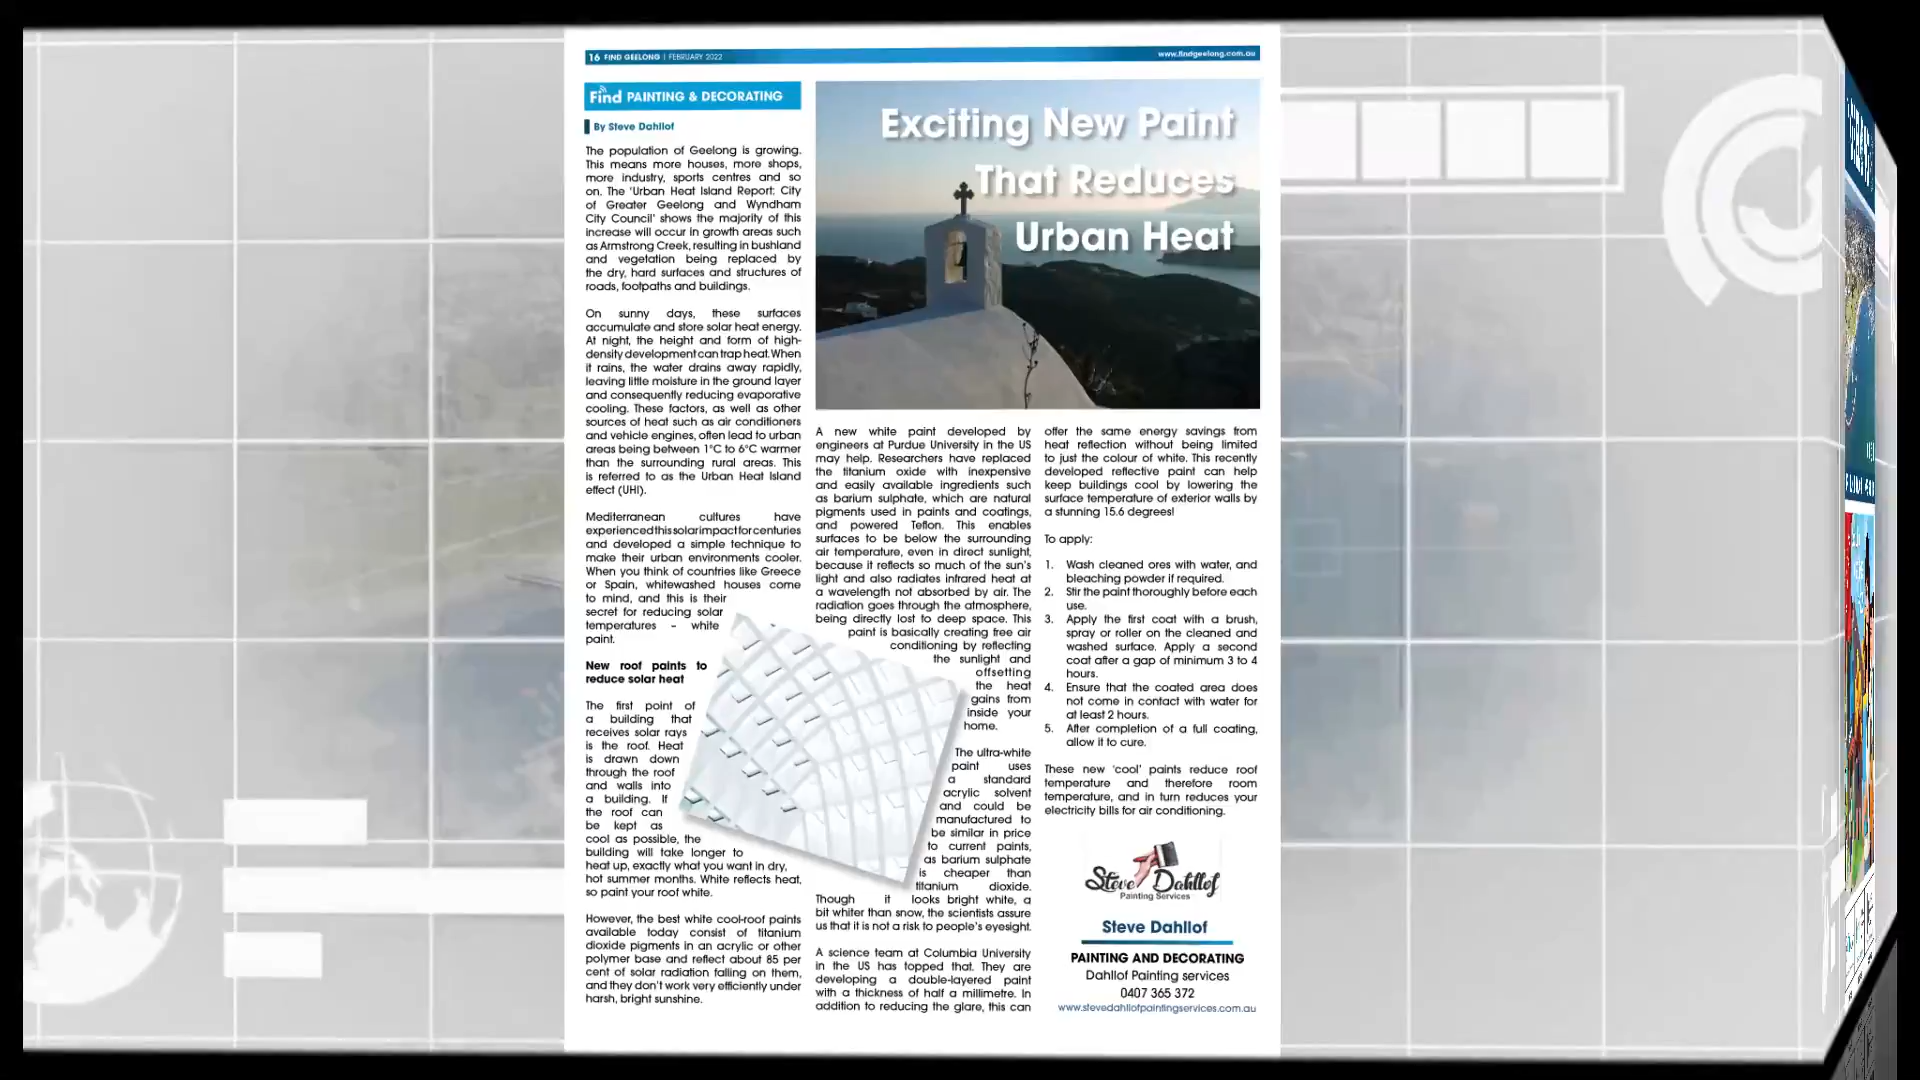 16 FIND GEELONG | FEBRUARY 2022
www.findgeelong.com.au
Find PAINTING & DECORATING
By Steve Dahllof
The population of Geelong is growing.
This means more houses, more shops,
more industry, sports centres and so
on. The 'Urban Heat Island Report: City
of Greater Geelong and Wyndham
City Council' shows the majority of this
increase will occur in growth areas such
as Armstrong Creek, resulting in bushland
and vegetation being replaced by
the dry, hard surfaces and structures of
roads, footpaths and buildings.
On sunny days, these surfaces
accumulate and store solar heat energy.
At night, the height and form of high-
density development can trap heat. When
it rains, the water drains away rapidly,
leaving little moisture in the ground layer
and consequently reducing evaporative
cooling. These factors, as well as other
sources of heat such as air conditioners
and vehicle engines, often lead to urban
areas being between 1°C to 6°C warmer
than the surrounding rural areas. This
is referred to as the Urban Heat Island
effect (UHI).
Mediterranean cultures have
experienced this solar impact for centuries
and developed a simple technique to
make their urban environments cooler.
When you think of countries like Greece
or Spain, whitewashed houses come
to mind, and this is their
secret for reducing solar
temperatures – white
paint.
New roof paints to
reduce solar heat
The first point of
a building that
receives solar rays
is the roof. Heat
is drawn down
through the roof
and walls into
a building. If
the roof can
be kept as
cool as possible, the
building will take longer to
heat up, exactly what you want in dry,
hot summer months. White reflects heat,
so paint your roof white.
However, the best white cool-roof paints
available today consist of titanium
dioxide pigments in an acrylic or other
polymer base and reflect about 85 per
cent of solar radiation falling on them,
and they don't work very efficiently under
harsh, bright sunshine.
Exciting New Paint
That Reduces
Urban Heat
A new white paint developed by
engineers at Purdue University in the US
may help. Researchers have replaced
the titanium oxide with inexpensive
and easily available ingredients such
as barium sulphate, which are natural
pigments used in paints and coatings,
and powered Teflon. This enables
surfaces to be below the surrounding
air temperature, even in direct sunlight,
because it reflects so much of the sun's
light and also radiates infrared heat at
a wavelength not absorbed by air. The
radiation goes through the atmosphere,
being directly lost to deep space. This
paint is basically creating free air
conditioning by reflecting
the sunlight and
offsetting
the heat
gains from
inside your
home.
The ultra-white
paint uses
a standard
acrylic solvent
and could be
manufactured to
be similar in price
to current paints,
as barium sulphate
is cheaper than
titanium dioxide.
Though it looks bright white, a
bit whiter than snow, the scientists assure
us that it is not a risk to people's eyesight.
A science team at Columbia University
in the US has topped that. They are
developing a double-layered paint
with a thickness of half a millimetre. In
addition to reducing the glare, this can
offer the same energy savings from
heat reflection without being limited
to just the colour of white. This recently
developed reflective paint can help
keep buildings cool by lowering the
surface temperature of exterior walls by
a stunning 15.6 degrees!
To apply:
1. Wash cleaned ores with water, and
bleaching powder if required.
2. Stir the paint thoroughly before each
use.
3. Apply the first coat with a brush,
spray or roller on the cleaned and
washed surface. Apply a second
coat after a gap of minimum 3 to 4
hours.
4. Ensure that the coated area does
not come in contact with water for
at least 2 hours.
5. After completion of a full coating,
allow it to cure.
These new 'cool' paints reduce roof
temperature and therefore room
temperature, and in turn reduces your
electricity bills for air conditioning.
Steve Dahllof
Painting Services
Steve Dahllof
PAINTING AND DECORATING
Dahllof Painting services
0407 365 372
www.stevedahllofpaintingservices.com.au